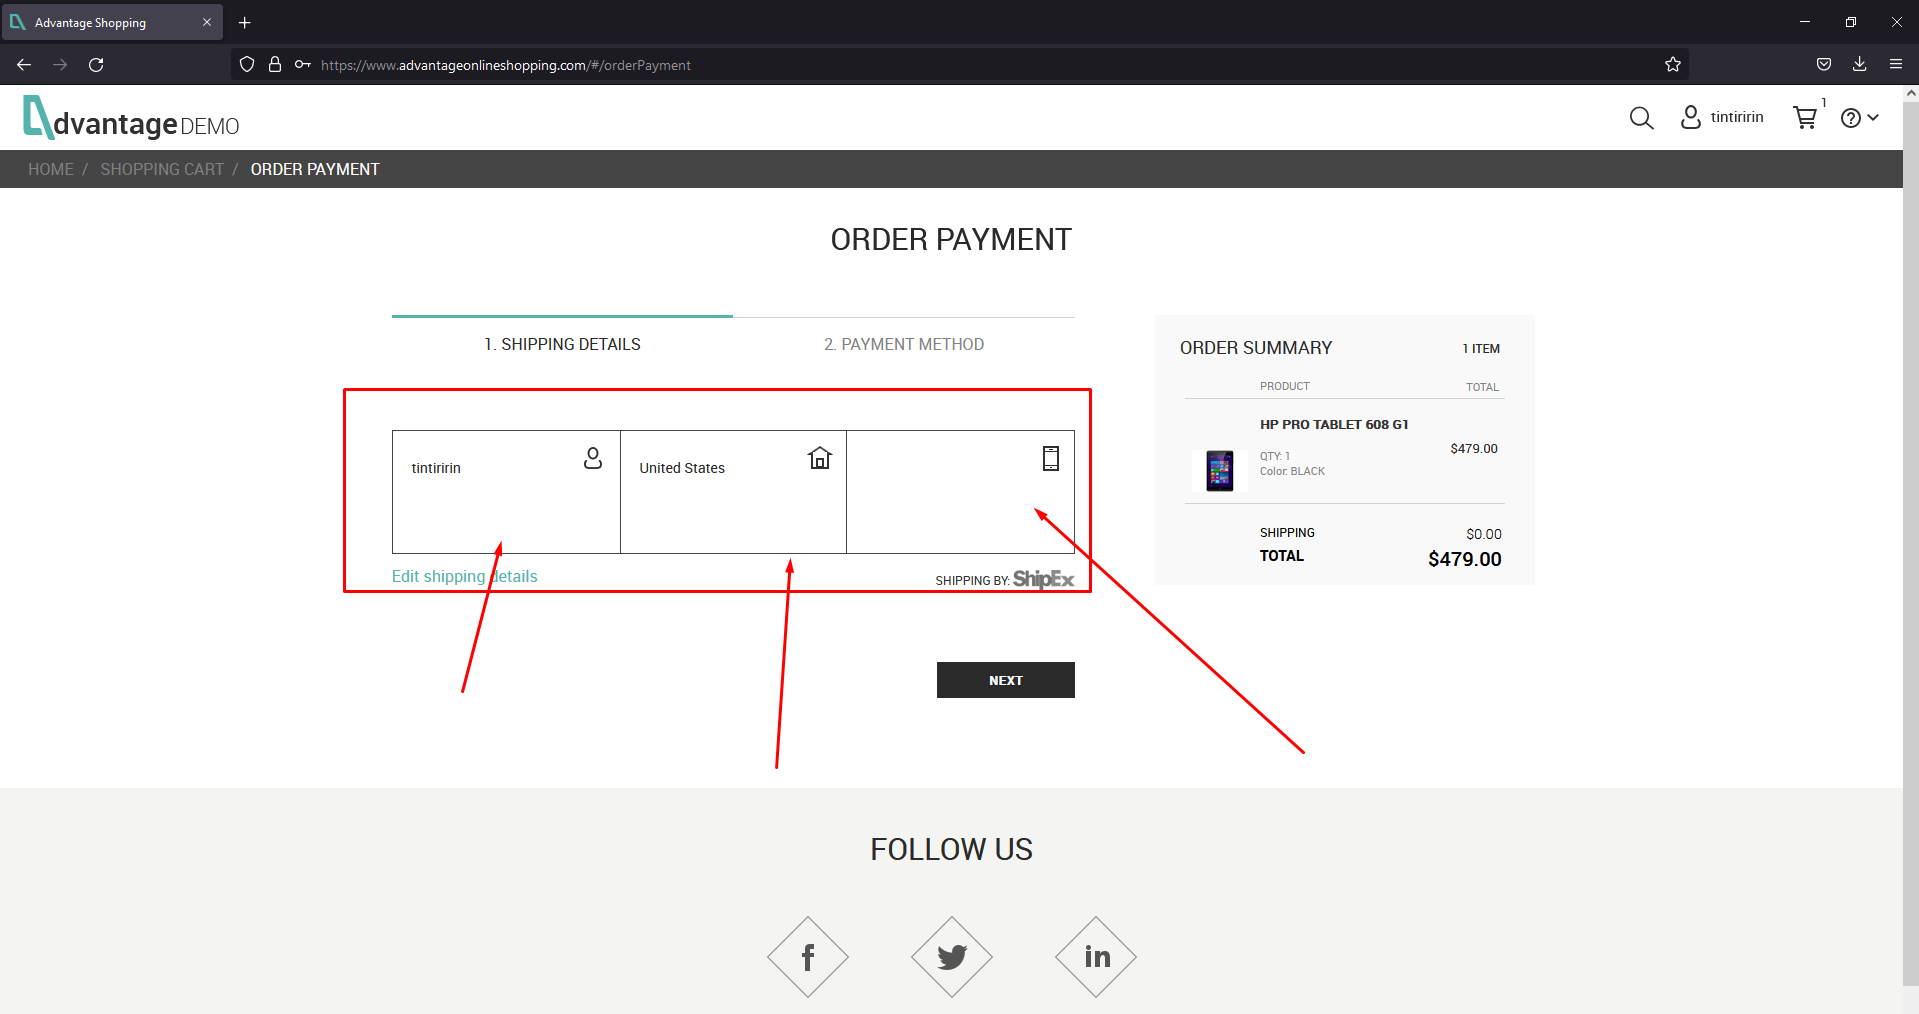 Advantage Shopping
https://www.advantageonlineshopping.com/#/orderPayment
dvantage DEMO
tintiririn
1
HOME / SHOPPING CART / ORDER PAYMENT
ORDER PAYMENT
1. SHIPPING DETAILS
2. PAYMENT METHOD
tintiririn
United States
Edit shipping details
SHIPPING BY: ShipEx
NEXT
ORDER SUMMARY
1 ITEM
PRODUCT
TOTAL
HP PRO TABLET 608 G1
$479.00
QTY: 1
Color: BLACK
SHIPPING
$0.00
TOTAL
$479.00
FOLLOW US